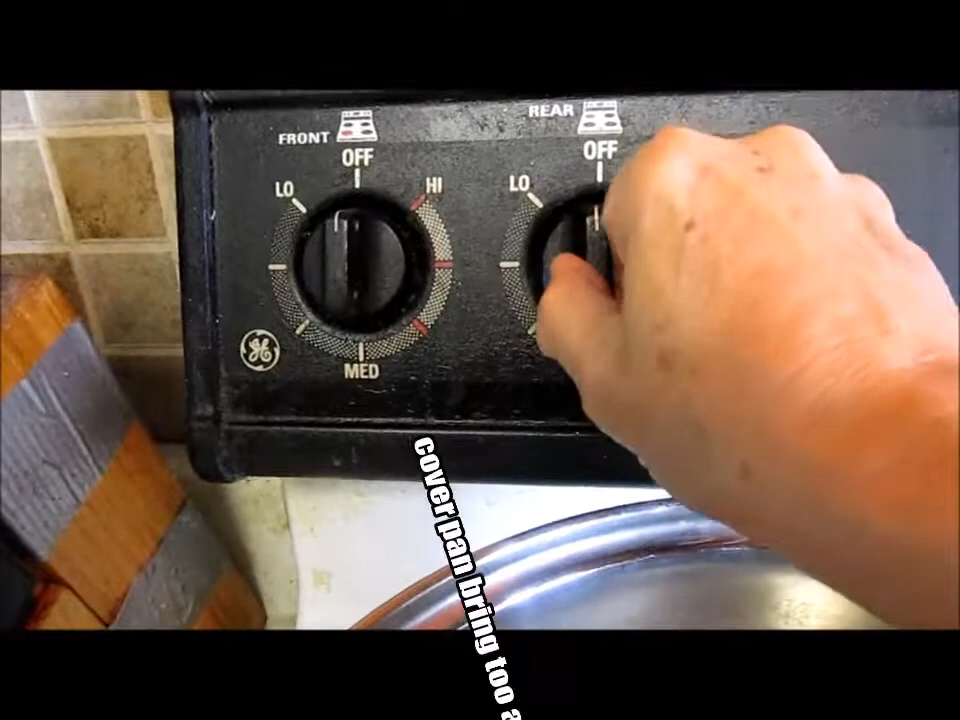 FRONT
OFF
LO
HI
MED
REAR
OFF
LO
cover pan bring too a